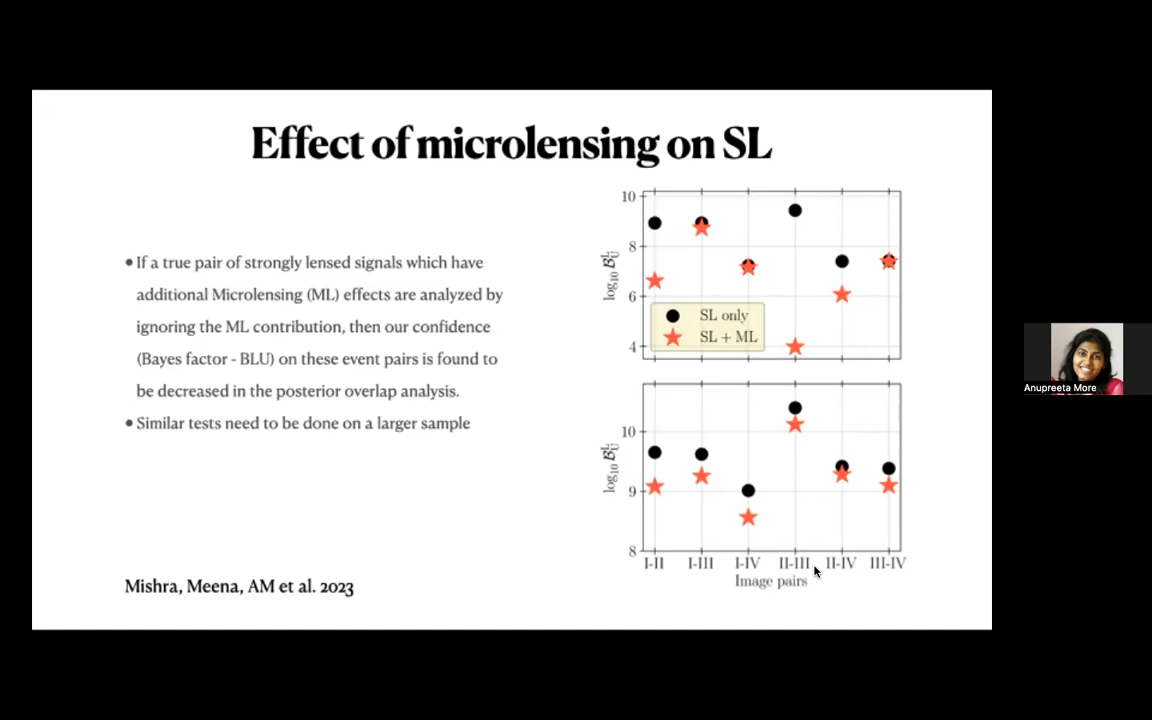 Effect of microlensing on SL
• If a true pair of strongly lensed signals which have
additional Microlensing (ML) effects are analyzed by
ignoring the ML contribution, then our confidence
(Bayes factor - BLU) on these event pairs is found to
be decreased in the posterior overlap analysis.
• Similar tests need to be done on a larger sample
Mishra, Meena, AM et al. 2023
10
8
6
4
log₁₀ 𝓑ᴸᵤ
SL only
SL + ML
10
9
8
log₁₀ 𝓑ᴸᵤ
I-II I-III I-IV II-III II-IV III-IV
Image pairs
Anupreeta More